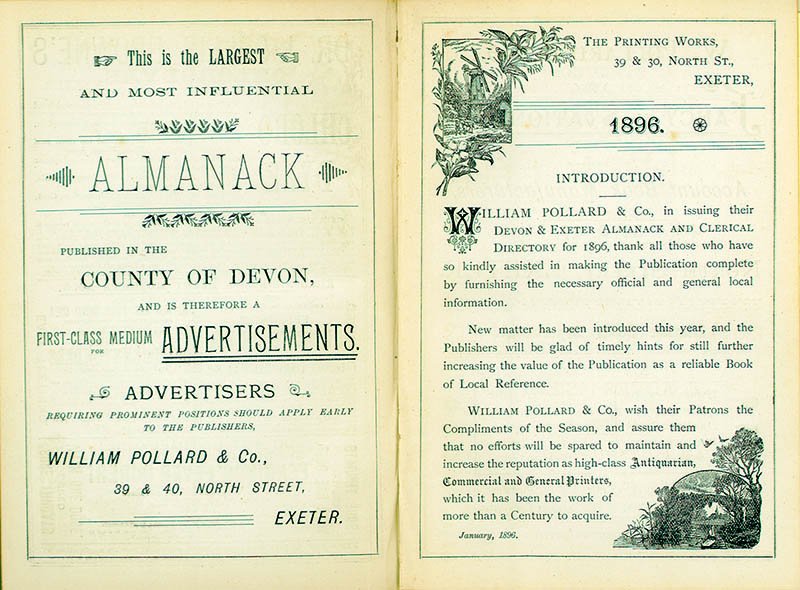 This is the LARGEST
AND MOST INFLUENTIAL
ALMANACK
PUBLISHED IN THE
COUNTY OF DEVON,
AND IS THEREFORE A
FIRST-CLASS MEDIUM FOR ADVERTISEMENTS.
ADVERTISERS
REQUIRING PROMINENT POSITIONS SHOULD APPLY EARLY
TO THE PUBLISHERS,
WILLIAM POLLARD & Co.,
39 & 40, NORTH STREET,
EXETER.
THE PRINTING WORKS,
39 & 30, NORTH ST.,
EXETER,
1896.
INTRODUCTION.
WILLIAM POLLARD & Co., in issuing their
DEVON & EXETER ALMANACK AND CLERICAL
DIRECTORY for 1896, thank all those who have
so kindly assisted in making the Publication complete
by furnishing the necessary official and general local
information.
New matter has been introduced this year, and the
Publishers will be glad of timely hints for still further
increasing the value of the Publication as a reliable Book
of Local Reference.
WILLIAM POLLARD & Co., wish their Patrons the
Compliments of the Season, and assure them
that no efforts will be spared to maintain and
increase the reputation as high-class Antiquarian,
Commercial and General Printers,
which it has been the work of
more than a Century to acquire.
January, 1896.